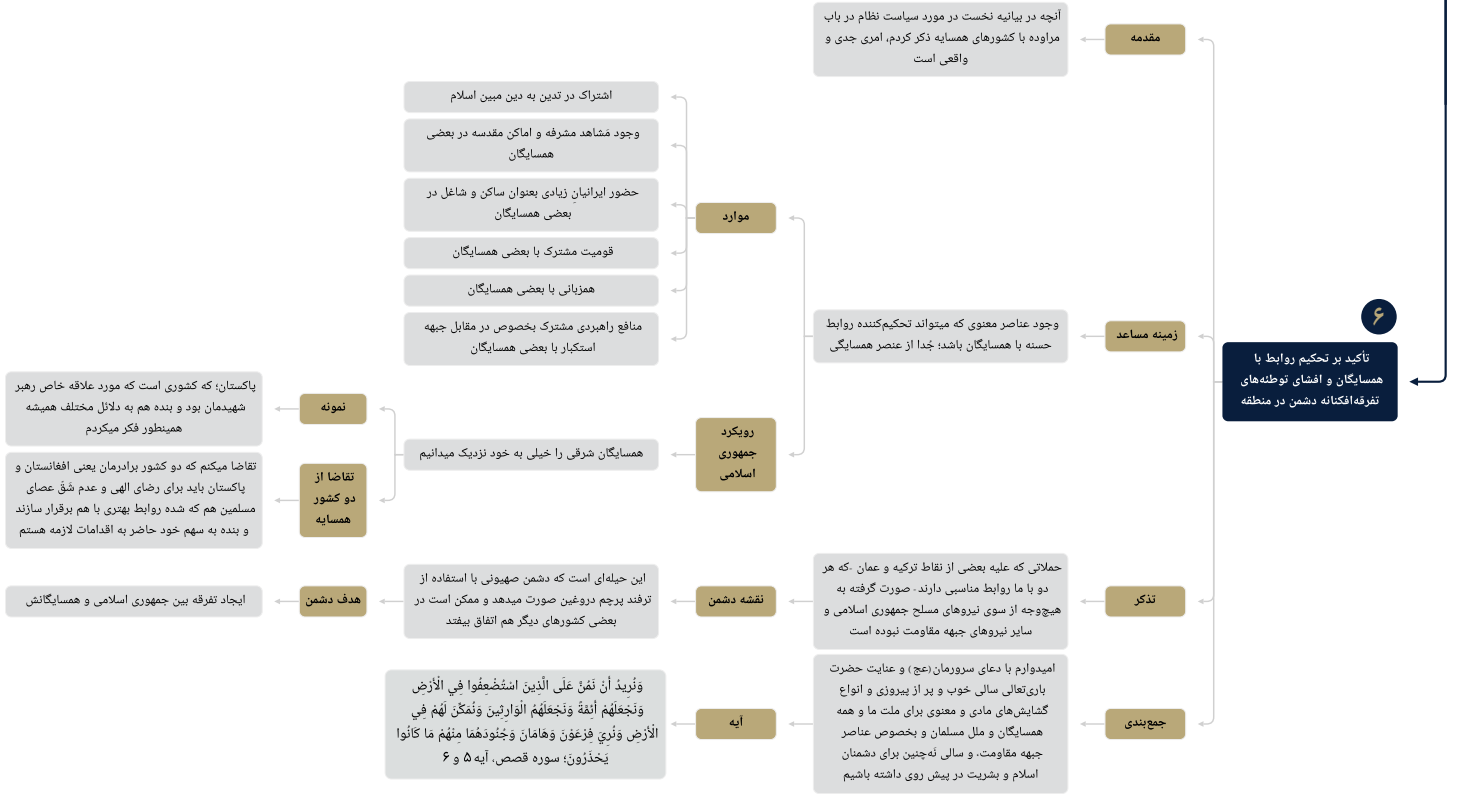 ۶
تأکید بر تحکیم روابط با
همسایگان و افشای توطئه‌های
تفرقه‌افکنانه دشمن در منطقه
مقدمه
آنچه در بیانیه نخست در مورد سیاست نظام در باب
مراوده با کشورهای همسایه ذکر کردم، امری جدی و
واقعی است
زمینه مساعد
وجود عناصر معنوی که میتواند تحکیم‌کننده روابط
حسنه با همسایگان باشد؛ جُدا از عنصر همسایگی
موارد
اشتراک در تدین به دین مبین اسلام
وجود مَشاهد مشرفه و اماکن مقدسه در بعضی
همسایگان
حضور ایرانیانِ زیادی بعنوان ساکن و شاغل در
بعضی همسایگان
قومیت مشترک با بعضی همسایگان
همزبانی با بعضی همسایگان
منافع راهبردی مشترک بخصوص در مقابل جبهه
استکبار با بعضی همسایگان
رویکرد
جمهوری
اسلامی
همسایگان شرقی را خیلی به خود نزدیک میدانیم
نمونه
پاکستان؛ که کشوری است که مورد علاقه خاص رهبر
شهیدمان بود و بنده هم به دلائل مختلف همیشه
همینطور فکر میکردم
تقاضا از
دو کشور
همسایه
تقاضا میکنم که دو کشور برادرمان یعنی افغانستان و
پاکستان باید برای رضای الهی و عدم شَقّ عصای
مسلمین هم که شده روابط بهتری با هم برقرار سازند
و بنده به سهم خود حاضر به اقدامات لازمه هستم
تذکر
حملاتی که علیه بعضی از نقاط ترکیه و عمان -که هر
دو با ما روابط مناسبی دارند- صورت گرفته به
هیچ‌وجه از سوی نیروهای مسلح جمهوری اسلامی و
سایر نیروهای جبهه مقاومت نبوده است
نقشه دشمن
این حیله‌ای است که دشمن صهیونی با استفاده از
ترفند پرچم دروغین صورت میدهد و ممکن است در
بعضی کشورهای دیگر هم اتفاق بیفتد
هدف دشمن
ایجاد تفرقه بین جمهوری اسلامی و همسایگانش
جمع‌بندی
امیدوارم با دعای سرورمان(عج) و عنایت حضرت
باری‌تعالی سالی خوب و پر از پیروزی و انواع
گشایش‌های مادی و معنوی برای ملت ما و همه
همسایگان و ملل مسلمان و بخصوص عناصر
جبهه مقاومت، و سالی نَه‌چنین برای دشمنان
اسلام و بشریت در پیش روی داشته باشیم
آیه
وَنُرِيدُ أَنْ نَمُنَّ عَلَى الَّذِينَ اسْتُضْعِفُوا فِي الْأَرْضِ
وَنَجْعَلَهُمْ أَئِمَّةً وَنَجْعَلَهُمُ الْوَارِثِينَ وَنُمَكِّنَ لَهُمْ فِي
الْأَرْضِ وَنُرِيَ فِرْعَوْنَ وَهَامَانَ وَجُنُودَهُمَا مِنْهُمْ مَا كَانُوا
يَحْذَرُونَ؛ سوره قصص، آیه ۵ و ۶